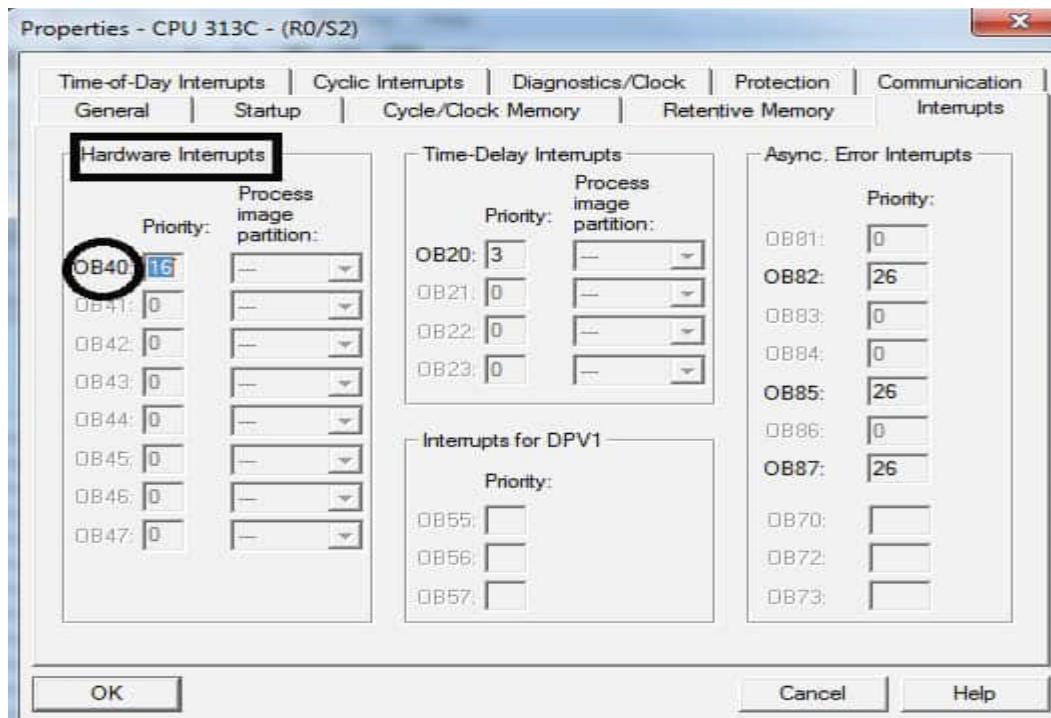 Properties - CPU 313C - (R0/S2)
Time-of-Day Interrupts Cyclic Interrupts Diagnostics/Clock Protection Communication
General Startup Cycle/Clock Memory Retentive Memory Interrupts
Hardware Interrupts
Priority: Process image partition:
OB40: 16 ---
OB41: 0 ---
OB42: 0 ---
OB43: 0 ---
OB44: 0 ---
OB45: 0 ---
OB46: 0 ---
OB47: 0 ---
Time-Delay Interrupts
Priority: Process image partition:
OB20: 3 ---
OB21: 0 ---
OB22: 0 ---
OB23: 0 ---
Interrupts for DPV1
Priority:
OB55:
OB56:
OB57:
Async. Error Interrupts
Priority:
OB81: 0
OB82: 26
OB83: 0
OB84: 0
OB85: 26
OB86: 0
OB87: 26
OB70:
OB72:
OB73:
OK Cancel Help